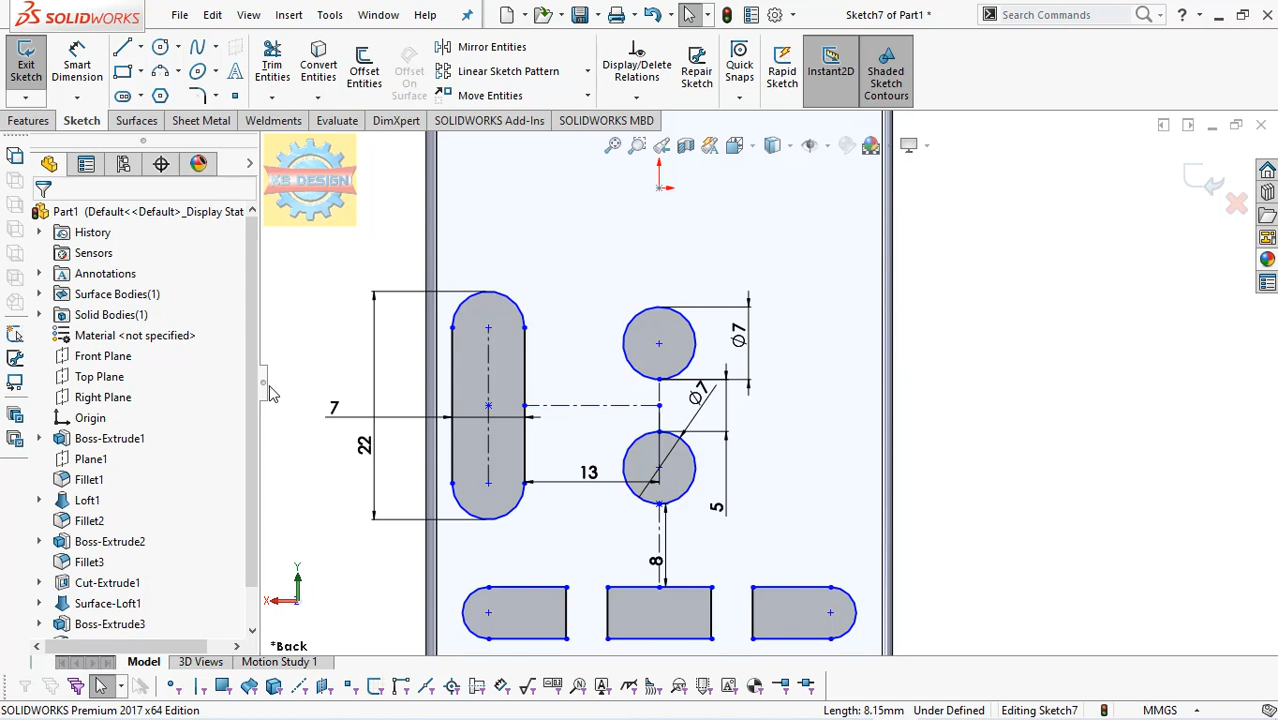 SOLIDWORKS File Edit View Insert Tools Window Help Sketch7 of Part1 * Search Commands ?
Exit Sketch
Smart Dimension
Trim Entities
Convert Entities
Offset Entities
Offset On Surface
Mirror Entities
Linear Sketch Pattern
Move Entities
Display/Delete Relations
Repair Sketch
Quick Snaps
Rapid Sketch
Instant2D
Shaded Sketch Contours
Features Sketch Surfaces Sheet Metal Weldments Evaluate DimXpert SOLIDWORKS Add-Ins SOLIDWORKS MBD
KB DESIGN
Part1 (Default<<Default>_Display Stat
History
Sensors
Annotations
Surface Bodies(1)
Solid Bodies(1)
Material <not specified>
Front Plane
Top Plane
Right Plane
Origin
Boss-Extrude1
Plane1
Fillet1
Loft1
Fillet2
Boss-Extrude2
Fillet3
Cut-Extrude1
Surface-Loft1
Boss-Extrude3
7
22
13
Ø7
Ø7
5
8
Y
X
*Back
Model 3D Views Motion Study 1
SOLIDWORKS Premium 2017 x64 Edition Length: 8.15mm Under Defined Editing Sketch7 MMGS